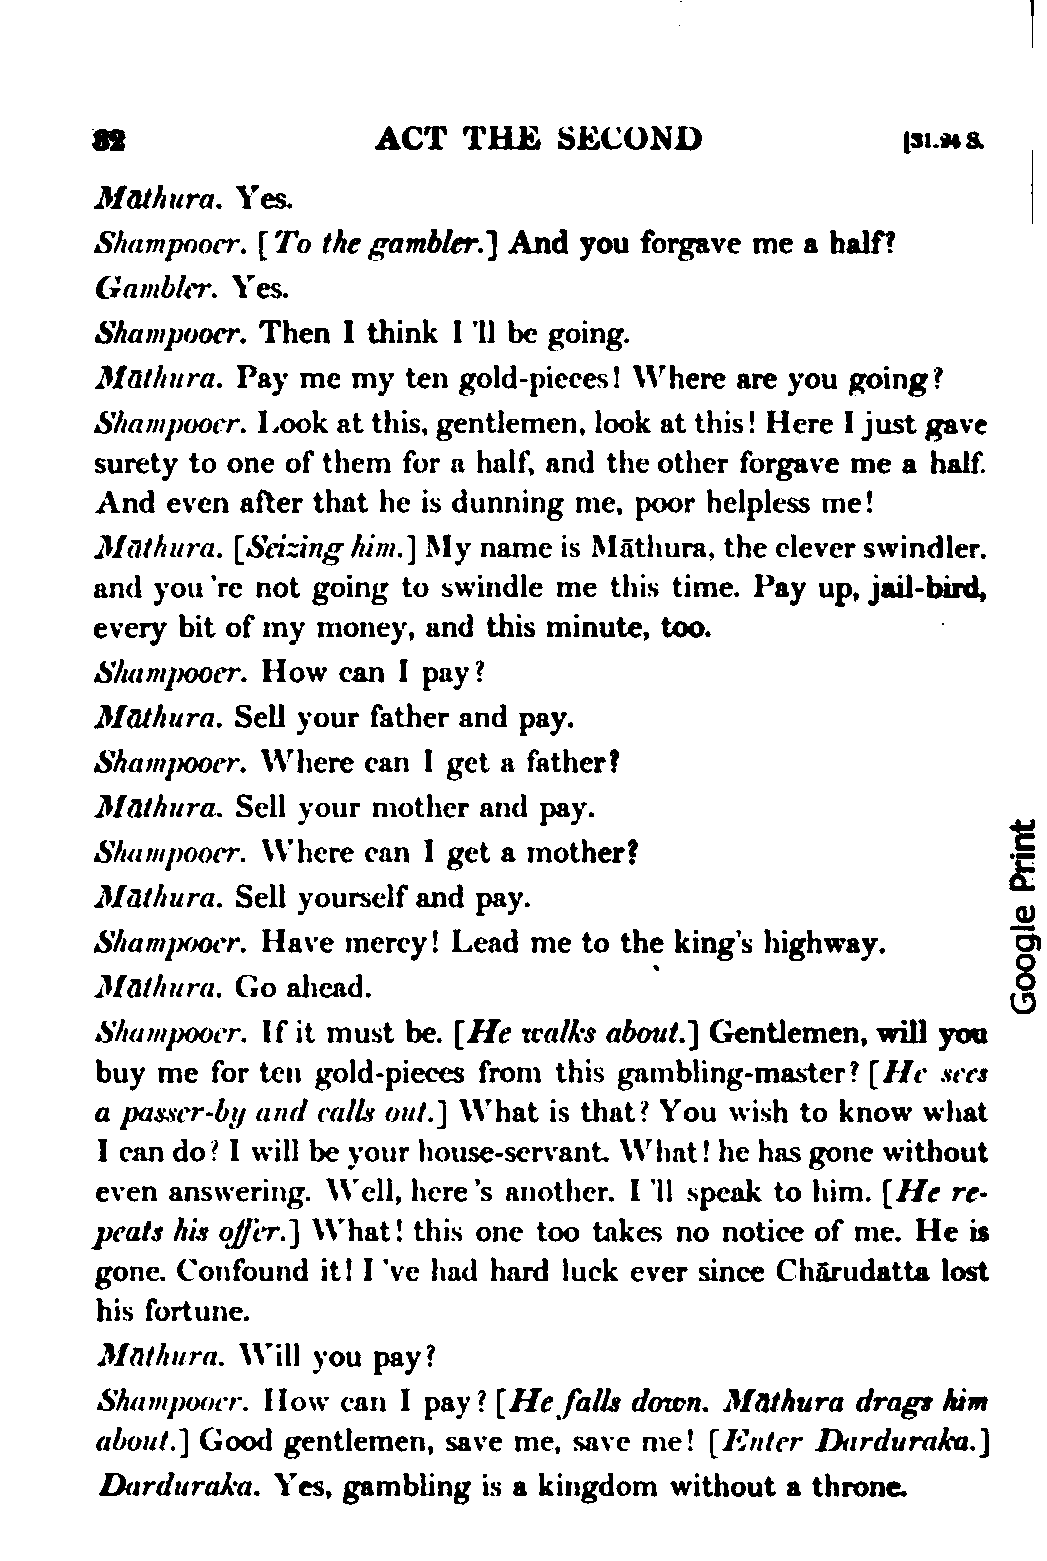 32 ACT THE SECOND [31.24 S.
Māthura. Yes.
Shampooer. [To the gambler.] And you forgave me a half?
Gambler. Yes.
Shampooer. Then I think I 'll be going.
Māthura. Pay me my ten gold-pieces! Where are you going?
Shampooer. Look at this, gentlemen, look at this! Here I just gave
surety to one of them for a half, and the other forgave me a half.
And even after that he is dunning me, poor helpless me!
Māthura. [Seizing him.] My name is Māthura, the clever swindler.
and you 're not going to swindle me this time. Pay up, jail-bird,
every bit of my money, and this minute, too.
Shampooer. How can I pay?
Māthura. Sell your father and pay.
Shampooer. Where can I get a father?
Māthura. Sell your mother and pay.
Shampooer. Where can I get a mother?
Māthura. Sell yourself and pay.
Shampooer. Have mercy! Lead me to the king's highway.
Māthura. Go ahead.
Shampooer. If it must be. [He walks about.] Gentlemen, will you
buy me for ten gold-pieces from this gambling-master? [He sees
a passer-by and calls out.] What is that? You wish to know what
I can do? I will be your house-servant. What! he has gone without
even answering. Well, here 's another. I 'll speak to him. [He re-
peats his offer.] What! this one too takes no notice of me. He is
gone. Confound it! I 've had hard luck ever since Chārudatta lost
his fortune.
Māthura. Will you pay?
Shampooer. How can I pay? [He falls down. Māthura drags him
about.] Good gentlemen, save me, save me! [Enter Darduraka.]
Darduraka. Yes, gambling is a kingdom without a throne.
Google Print